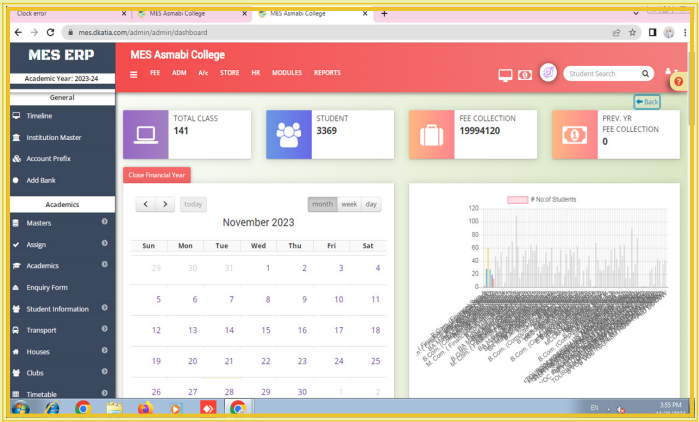 Clock error
MES Asmabi College
MES Asmabi College
mes.dkatia.com/admin/admin/dashboard
MES ERP
MES Asmabi College
Academic Year: 2023-24
FEE ADM A/c STORE HR MODULES REPORTS
Student Search
General
Back
Timeline
Institution Master
Account Prefix
Add Bank
TOTAL CLASS
141
STUDENT
3369
FEE COLLECTION
19994120
PREV. YR
FEE COLLECTION
0
Close Financial Year
Academics
Masters
Assign
Academics
Enquiry Form
Student Information
Transport
Houses
Clubs
Timetable
today
month week day
November 2023
Sun Mon Tue Wed Thu Fri Sat
29 30 31 1 2 3 4
5 6 7 8 9 10 11
12 13 14 15 16 17 18
19 20 21 22 23 24 25
26 27 28 29 30 1 2
# No:of Students
120
100
80
60
40
20
0
EN
3:55 PM